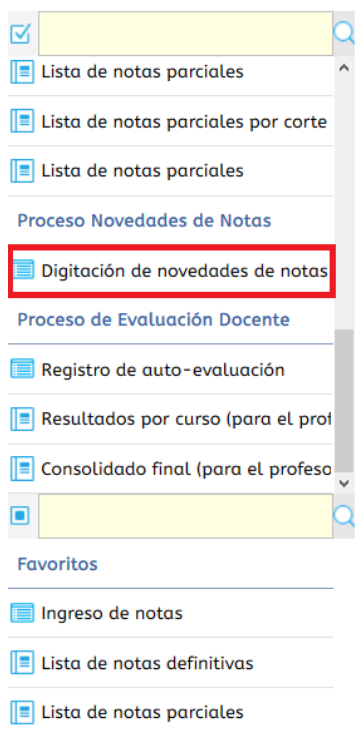 Lista de notas parciales
Lista de notas parciales por corte
Lista de notas parciales
Proceso Novedades de Notas
Digitación de novedades de notas
Proceso de Evaluación Docente
Registro de auto-evaluación
Resultados por curso (para el prof
Consolidado final (para el profeso
Favoritos
Ingreso de notas
Lista de notas definitivas
Lista de notas parciales